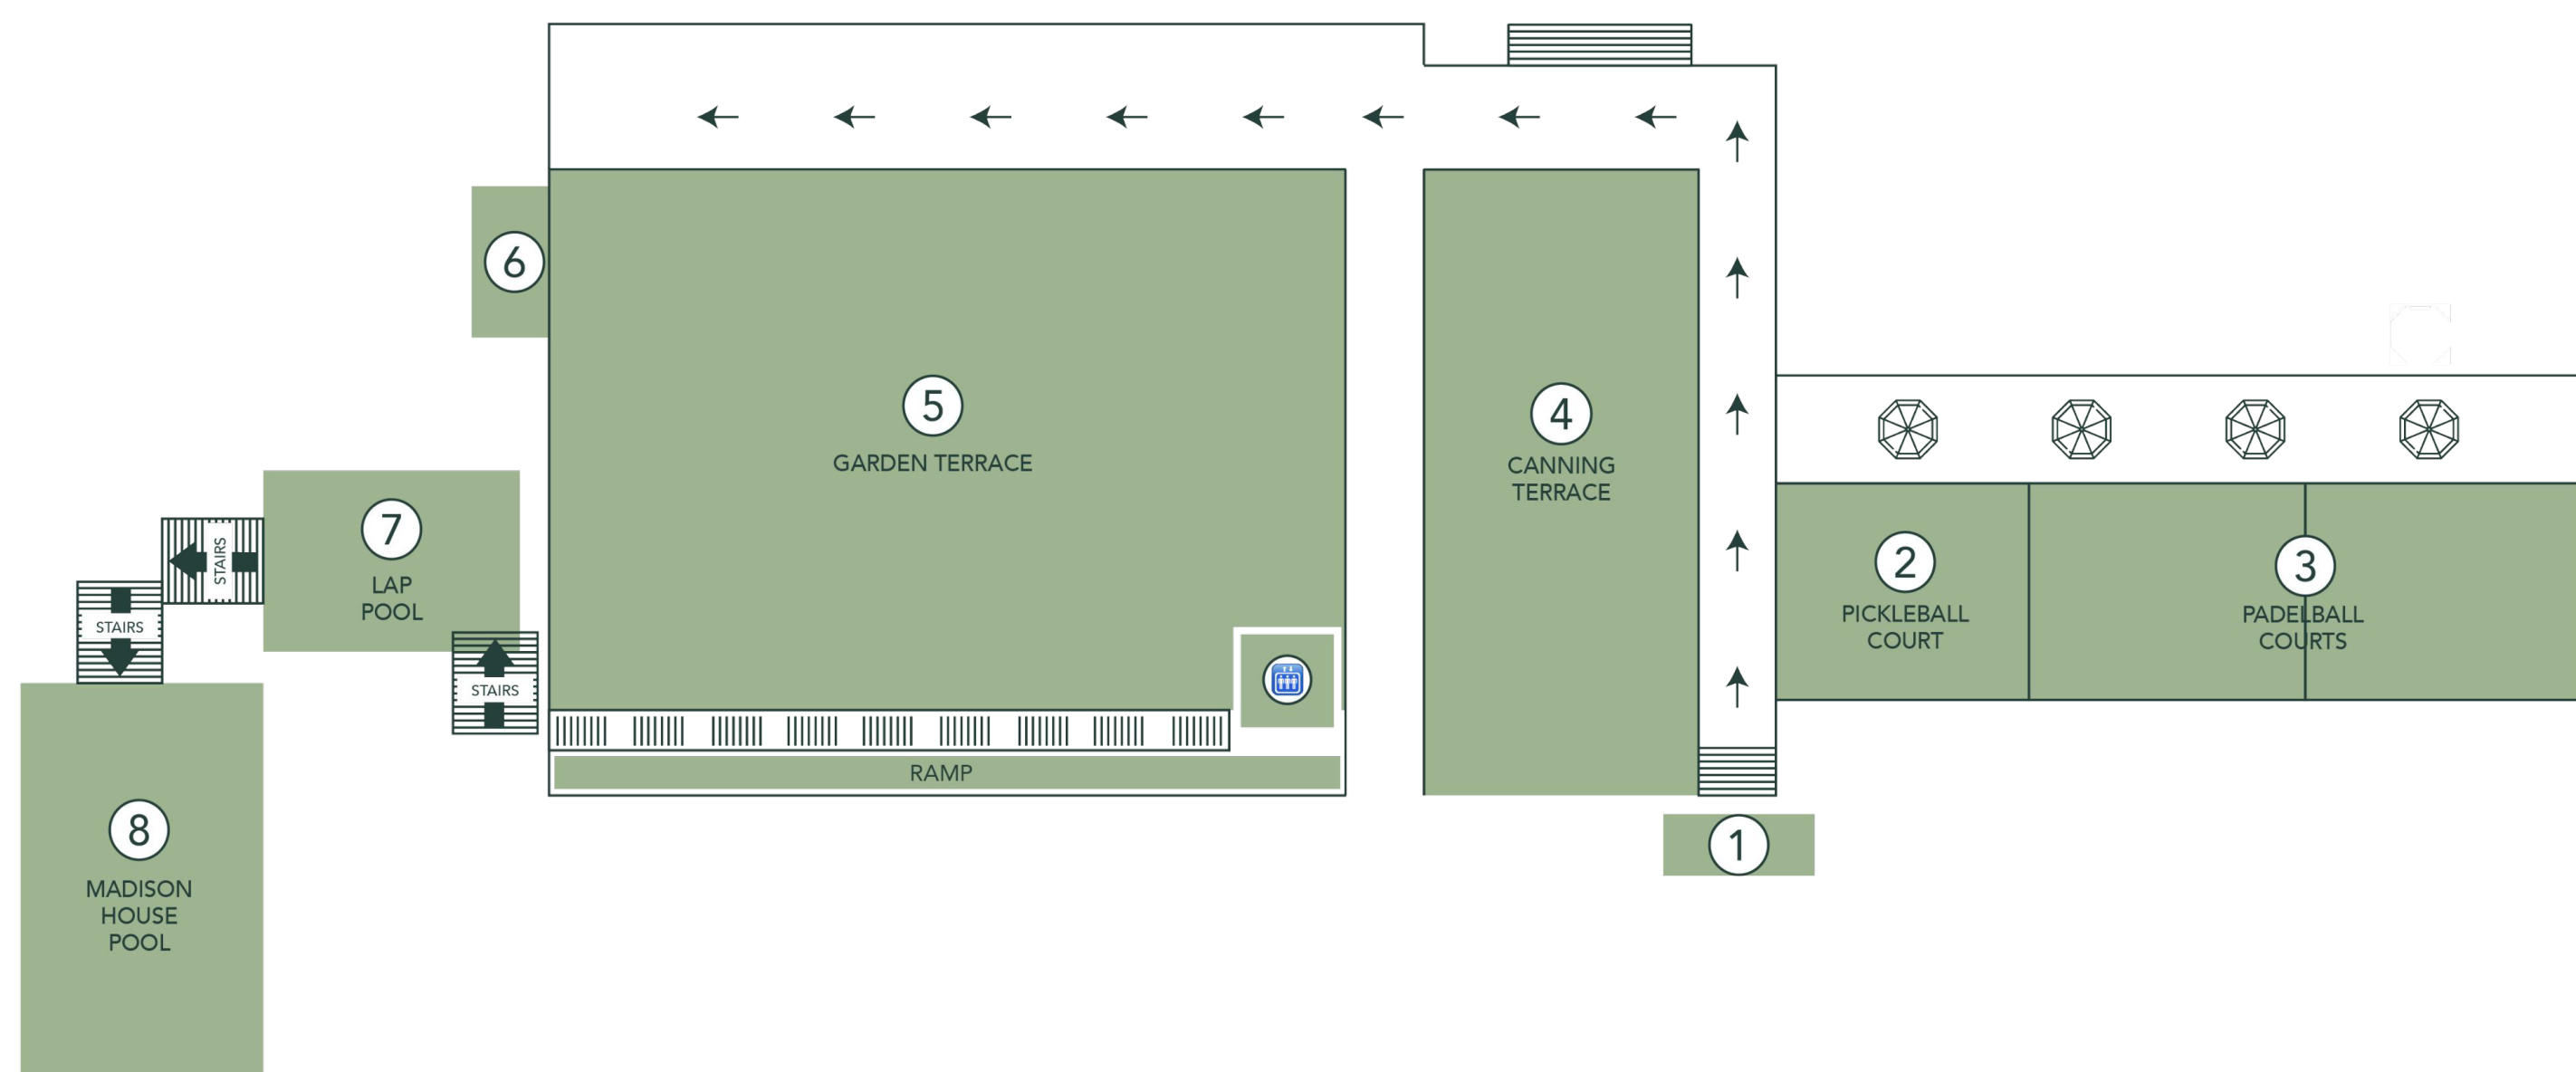 6
5
GARDEN TERRACE
4
CANNING
TERRACE
7
LAP
POOL
STAIRS
STAIRS
STAIRS
2
PICKLEBALL
COURT
3
PADELBALL
COURTS
RAMP
8
MADISON
HOUSE
POOL
1